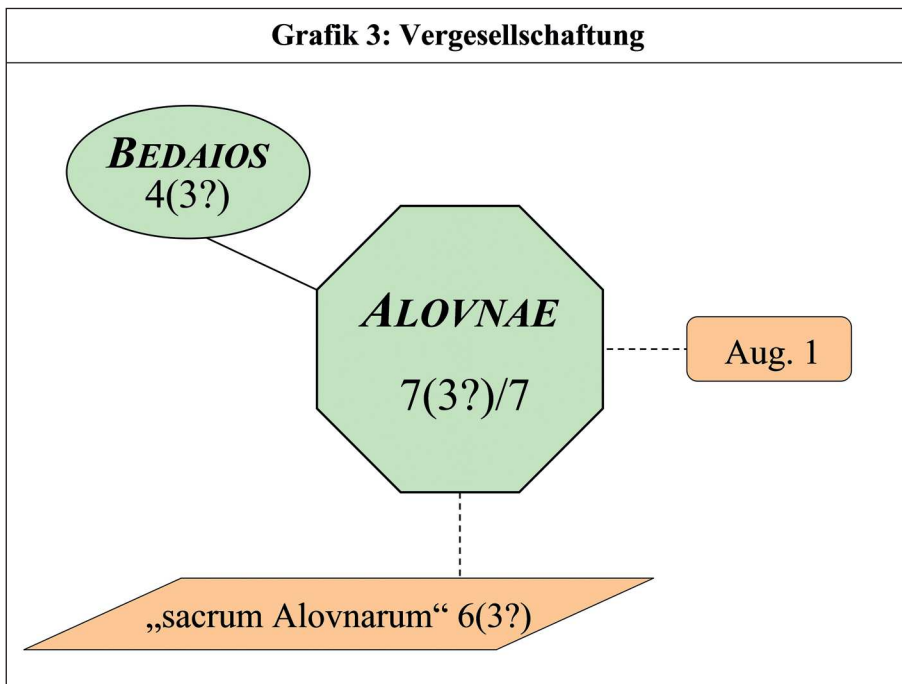 Grafik 3: Vergesellschaftung
BEDAIOS
4(3?)
ALOVNAE
7(3?)/7
Aug. 1
„sacrum Alovnarum“ 6(3?)